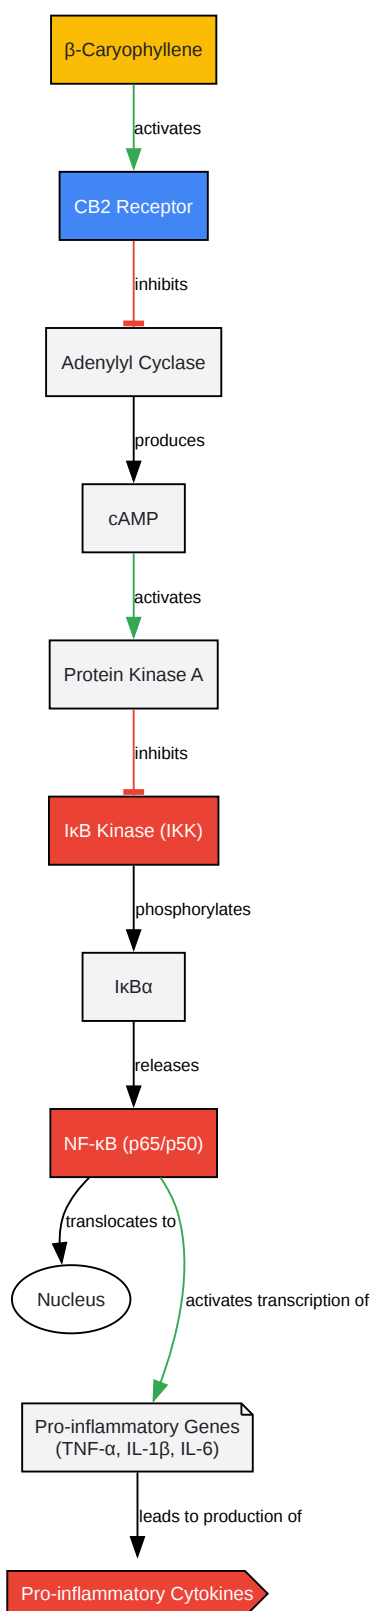 β-Caryophyllene
activates
CB2 Receptor
inhibits
Adenylyl Cyclase
produces
cAMP
activates
Protein Kinase A
inhibits
IκB Kinase (IKK)
phosphorylates
IκBα
releases
NF-κB (p65/p50)
translocates to
Nucleus
activates transcription of
Pro-inflammatory Genes
(TNF-α, IL-1β, IL-6)
leads to production of
Pro-inflammatory Cytokines